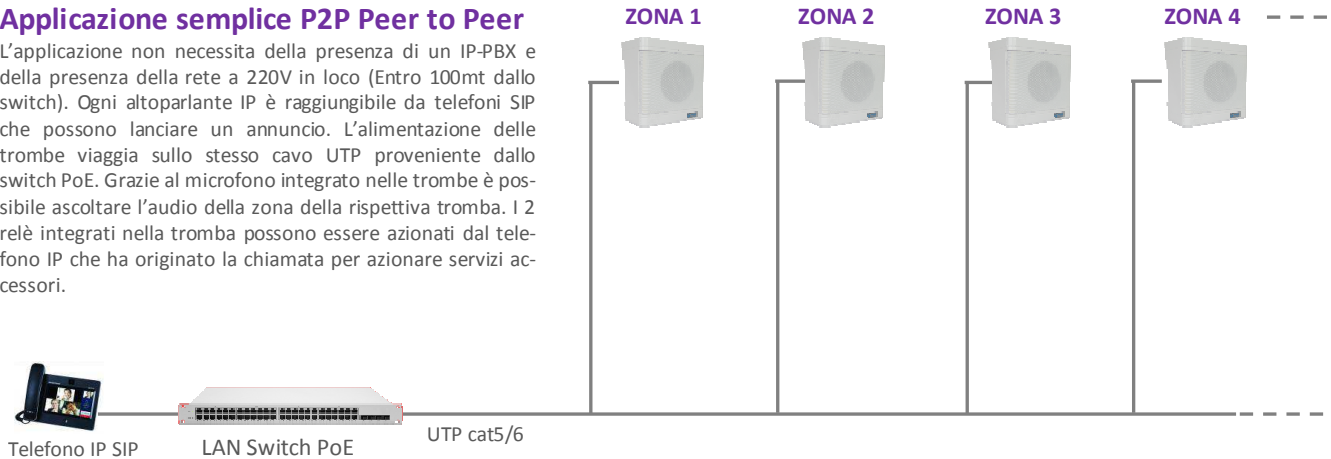 Applicazione semplice P2P Peer to Peer
L’applicazione non necessita della presenza di un IP-PBX e
della presenza della rete a 220V in loco (Entro 100mt dallo
switch). Ogni altoparlante IP è raggiungibile da telefoni SIP
che possono lanciare un annuncio. L’alimentazione delle
trombe viaggia sullo stesso cavo UTP proveniente dallo
switch PoE. Grazie al microfono integrato nelle trombe è pos-
sibile ascoltare l’audio della zona della rispettiva tromba. I 2
relè integrati nella tromba possono essere azionati dal tele-
fono IP che ha originato la chiamata per azionare servizi ac-
cessori.
ZONA 1
ZONA 2
ZONA 3
ZONA 4
Telefono IP SIP
LAN Switch PoE
UTP cat5/6